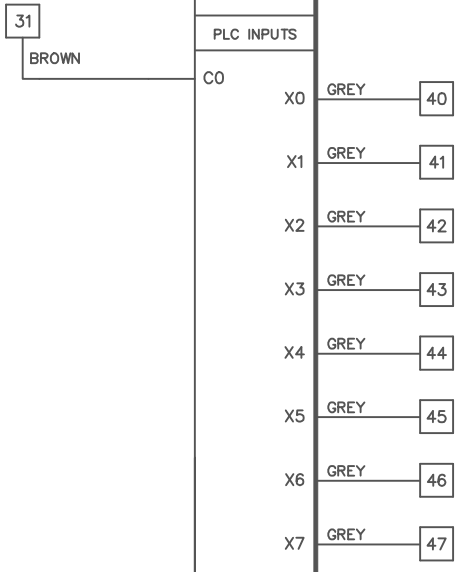 31
PLC INPUTS
BROWN
C0
X0 GREY 40
X1 GREY 41
X2 GREY 42
X3 GREY 43
X4 GREY 44
X5 GREY 45
X6 GREY 46
X7 GREY 47